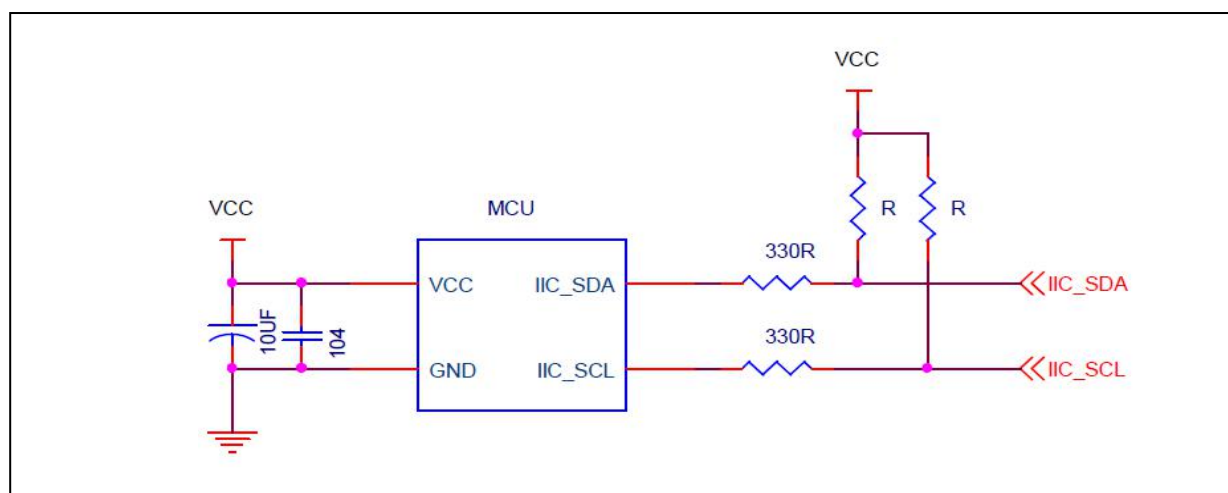 VCC
VCC
MCU
R
R
330R
VCC
IIC_SDA
IIC_SDA
10UF
104
330R
GND
IIC_SCL
IIC_SCL